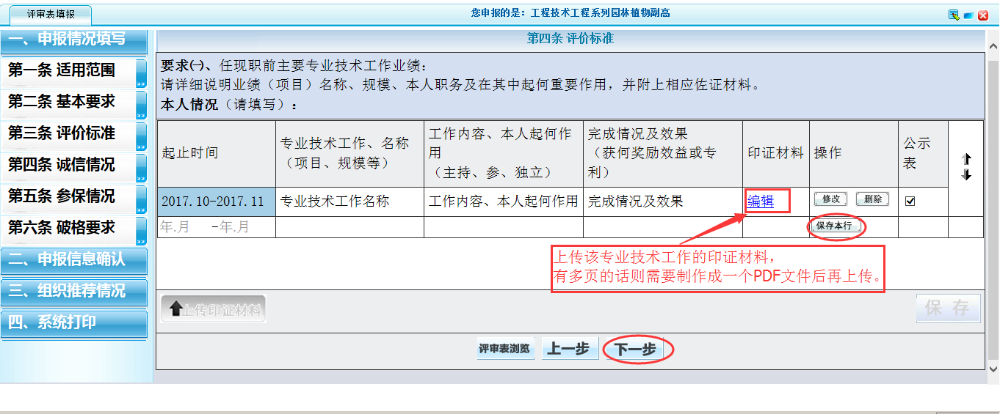 评审表填报
您申报的是：工程技术工程系列园林植物副高
一、申报情况填写
第一条 适用范围
第二条 基本要求
第三条 评价标准
第四条 诚信情况
第五条 参保情况
第六条 破格要求
二、申报信息确认
三、组织推荐情况
四、系统打印
第四条 评价标准
要求㈠、任现职前主要专业技术工作业绩：
请详细说明业绩（项目）名称、规模、本人职务及在其中起何重要作用，并附上相应佐证材料。
本人情况（请填写）：
起止时间
专业技术工作、名称
（项目、规模等）
工作内容、本人起何作
用
（主持、参、独立）
完成情况及效果
（获何奖励效益或专
利）
印证材料
操作
公示
表
2017.10-2017.11
专业技术工作名称
工作内容、本人起何作用
完成情况及效果
编辑
修改
删除
年.月 -年.月
保存本行
上传该专业技术工作的印证材料，
有多页的话则需要制作成一个PDF文件后再上传。
上传印证材料
保 存
评审表浏览
上一步
下一步